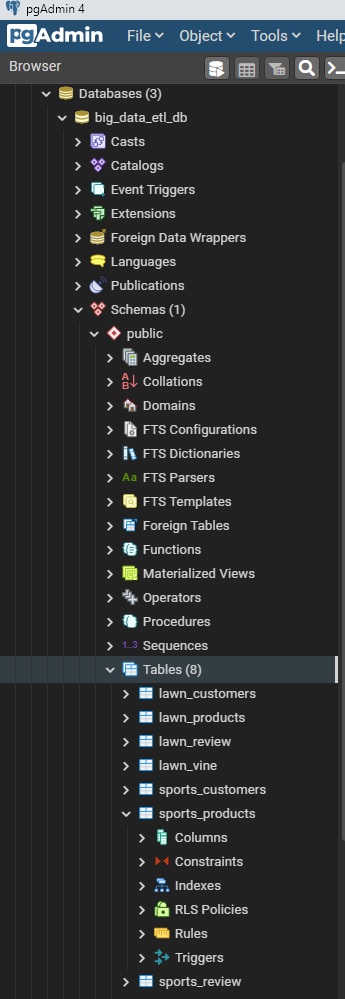 pgAdmin 4
pgAdmin File Object Tools Help
Browser
Databases (3)
big_data_etl_db
Casts
Catalogs
Event Triggers
Extensions
Foreign Data Wrappers
Languages
Publications
Schemas (1)
public
Aggregates
Collations
Domains
FTS Configurations
FTS Dictionaries
Aa FTS Parsers
FTS Templates
Foreign Tables
Functions
Materialized Views
Operators
Procedures
1..3 Sequences
Tables (8)
lawn_customers
lawn_products
lawn_review
lawn_vine
sports_customers
sports_products
Columns
Constraints
Indexes
RLS Policies
Rules
Triggers
sports_review